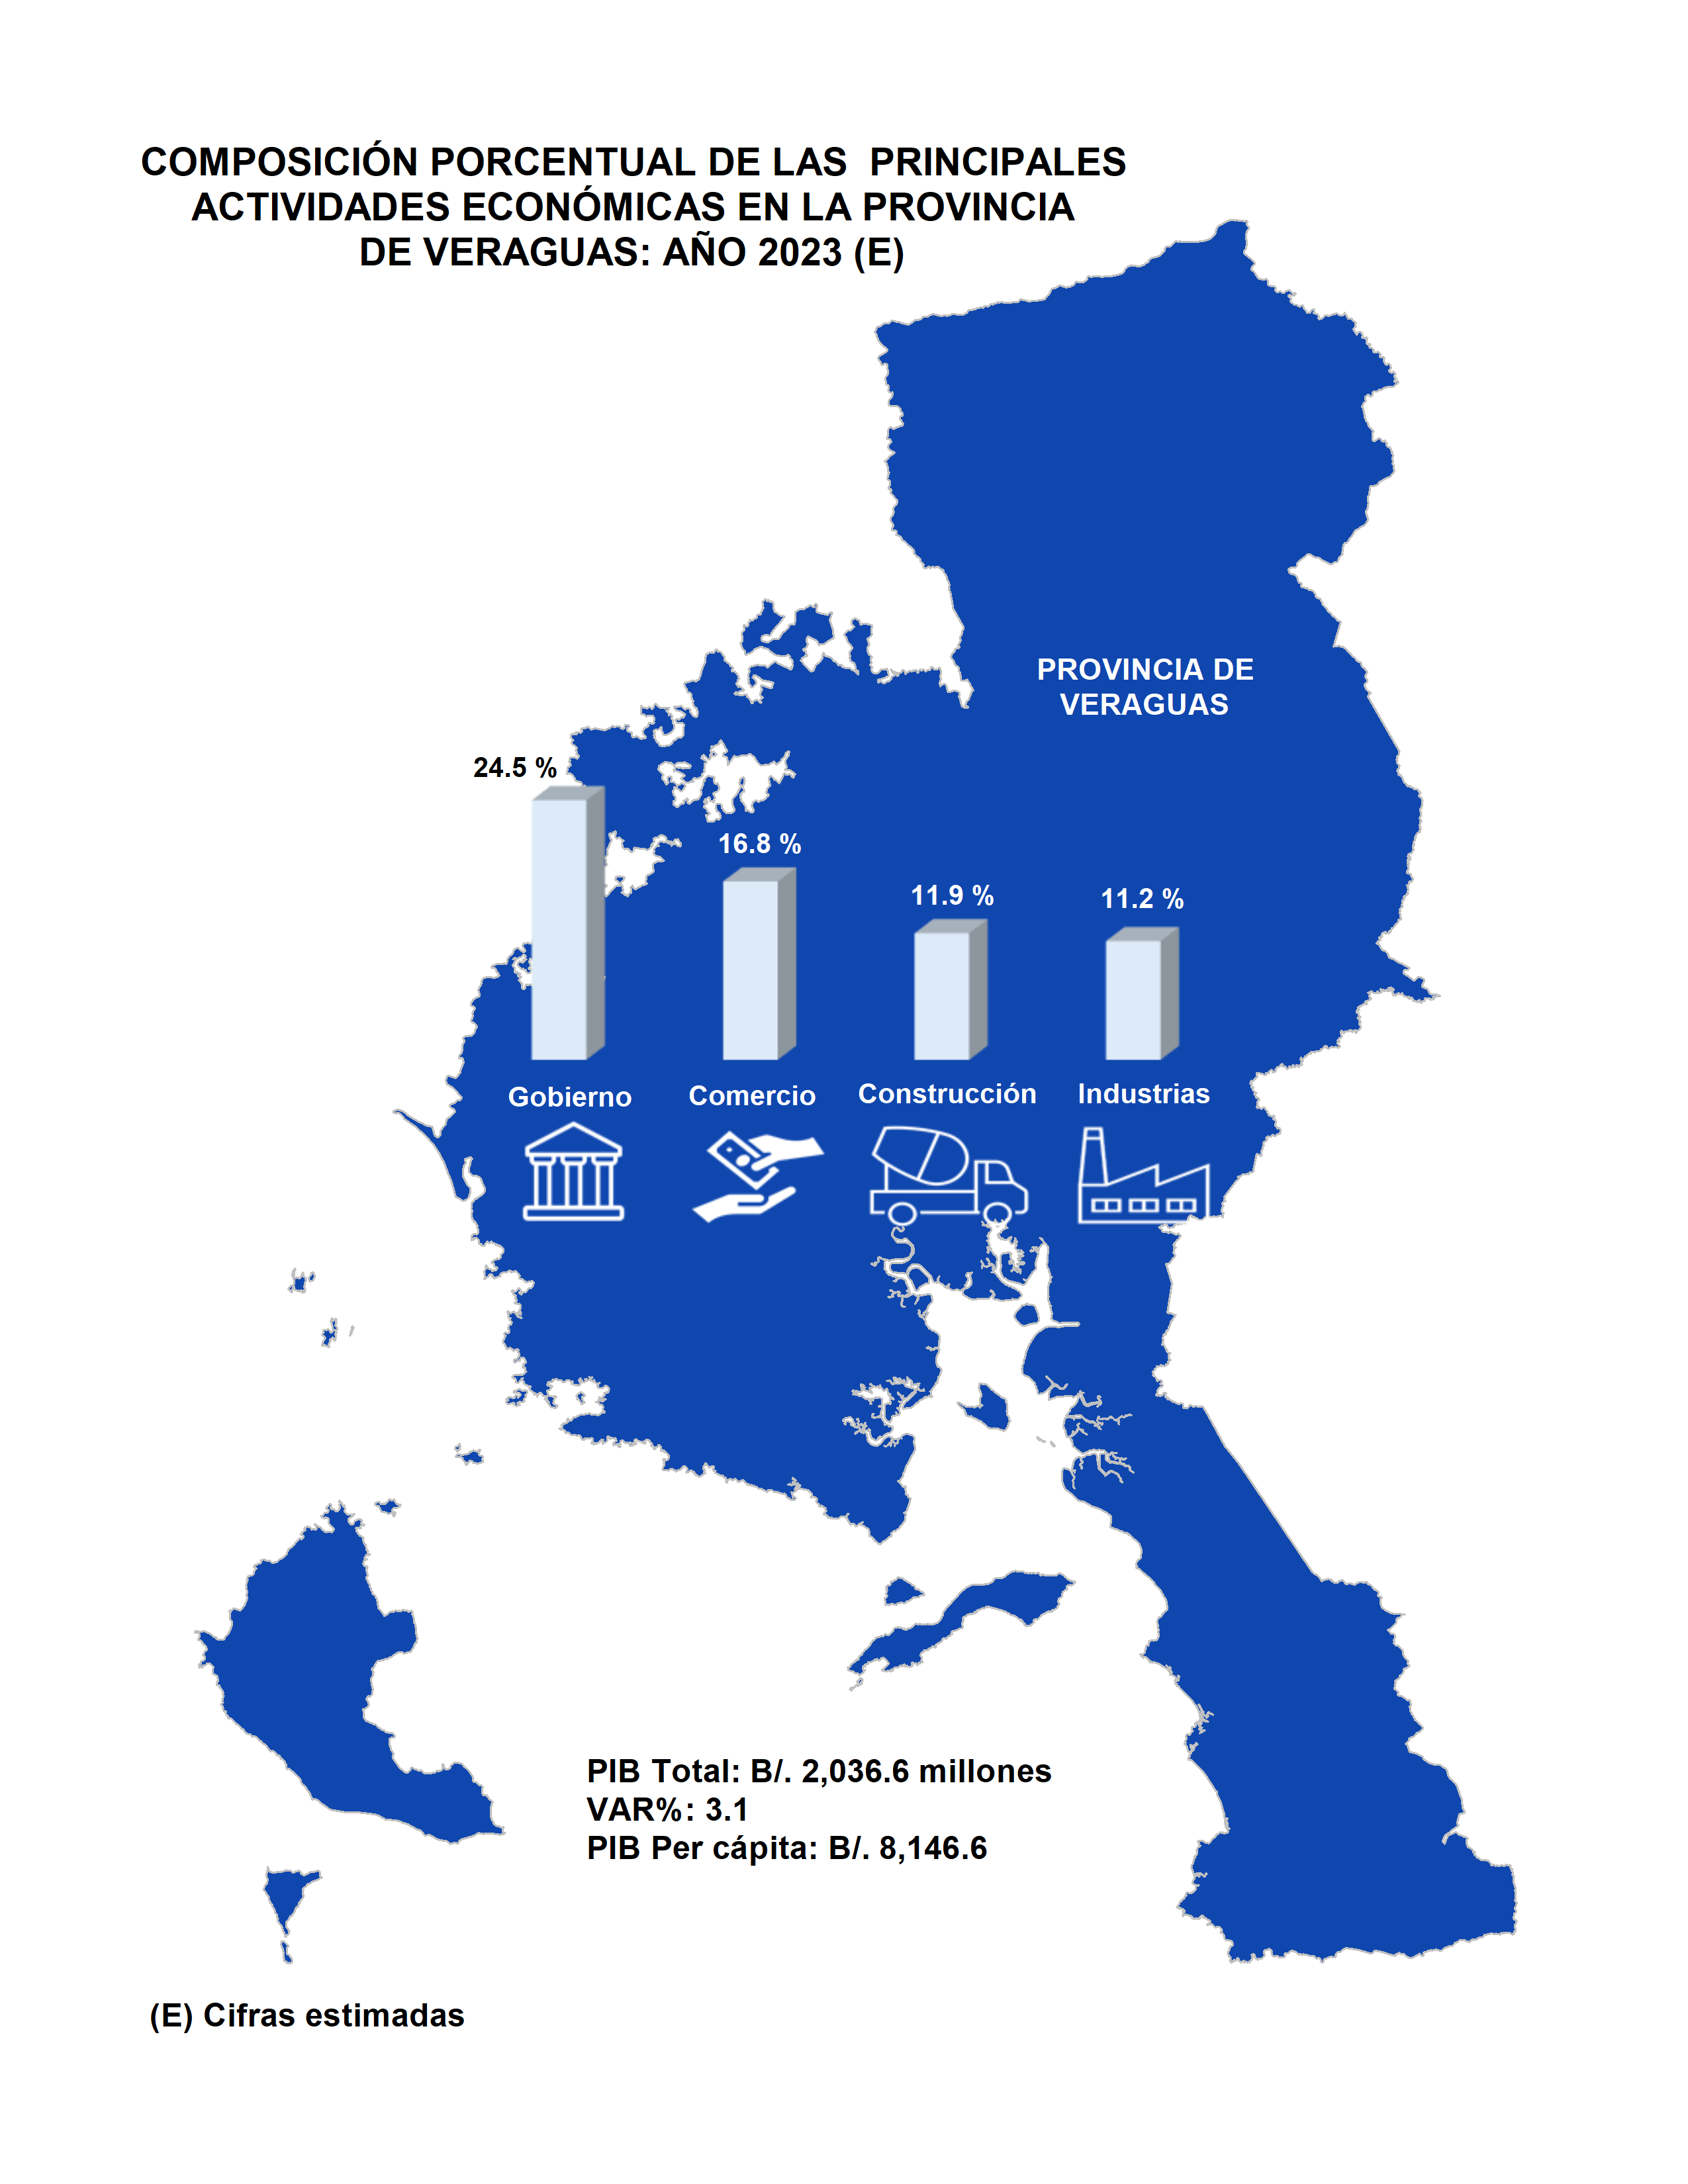 COMPOSICIÓN PORCENTUAL DE LAS  PRINCIPALES
ACTIVIDADES ECONÓMICAS EN LA PROVINCIA
DE VERAGUAS: AÑO 2023 (E)
PROVINCIA DE
VERAGUAS
24.5 %
16.8 %
11.9 %
11.2 %
Gobierno
Comercio
Construcción
Industrias
PIB Total: B/. 2,036.6 millones
VAR%: 3.1
PIB Per cápita: B/. 8,146.6
(E) Cifras estimadas